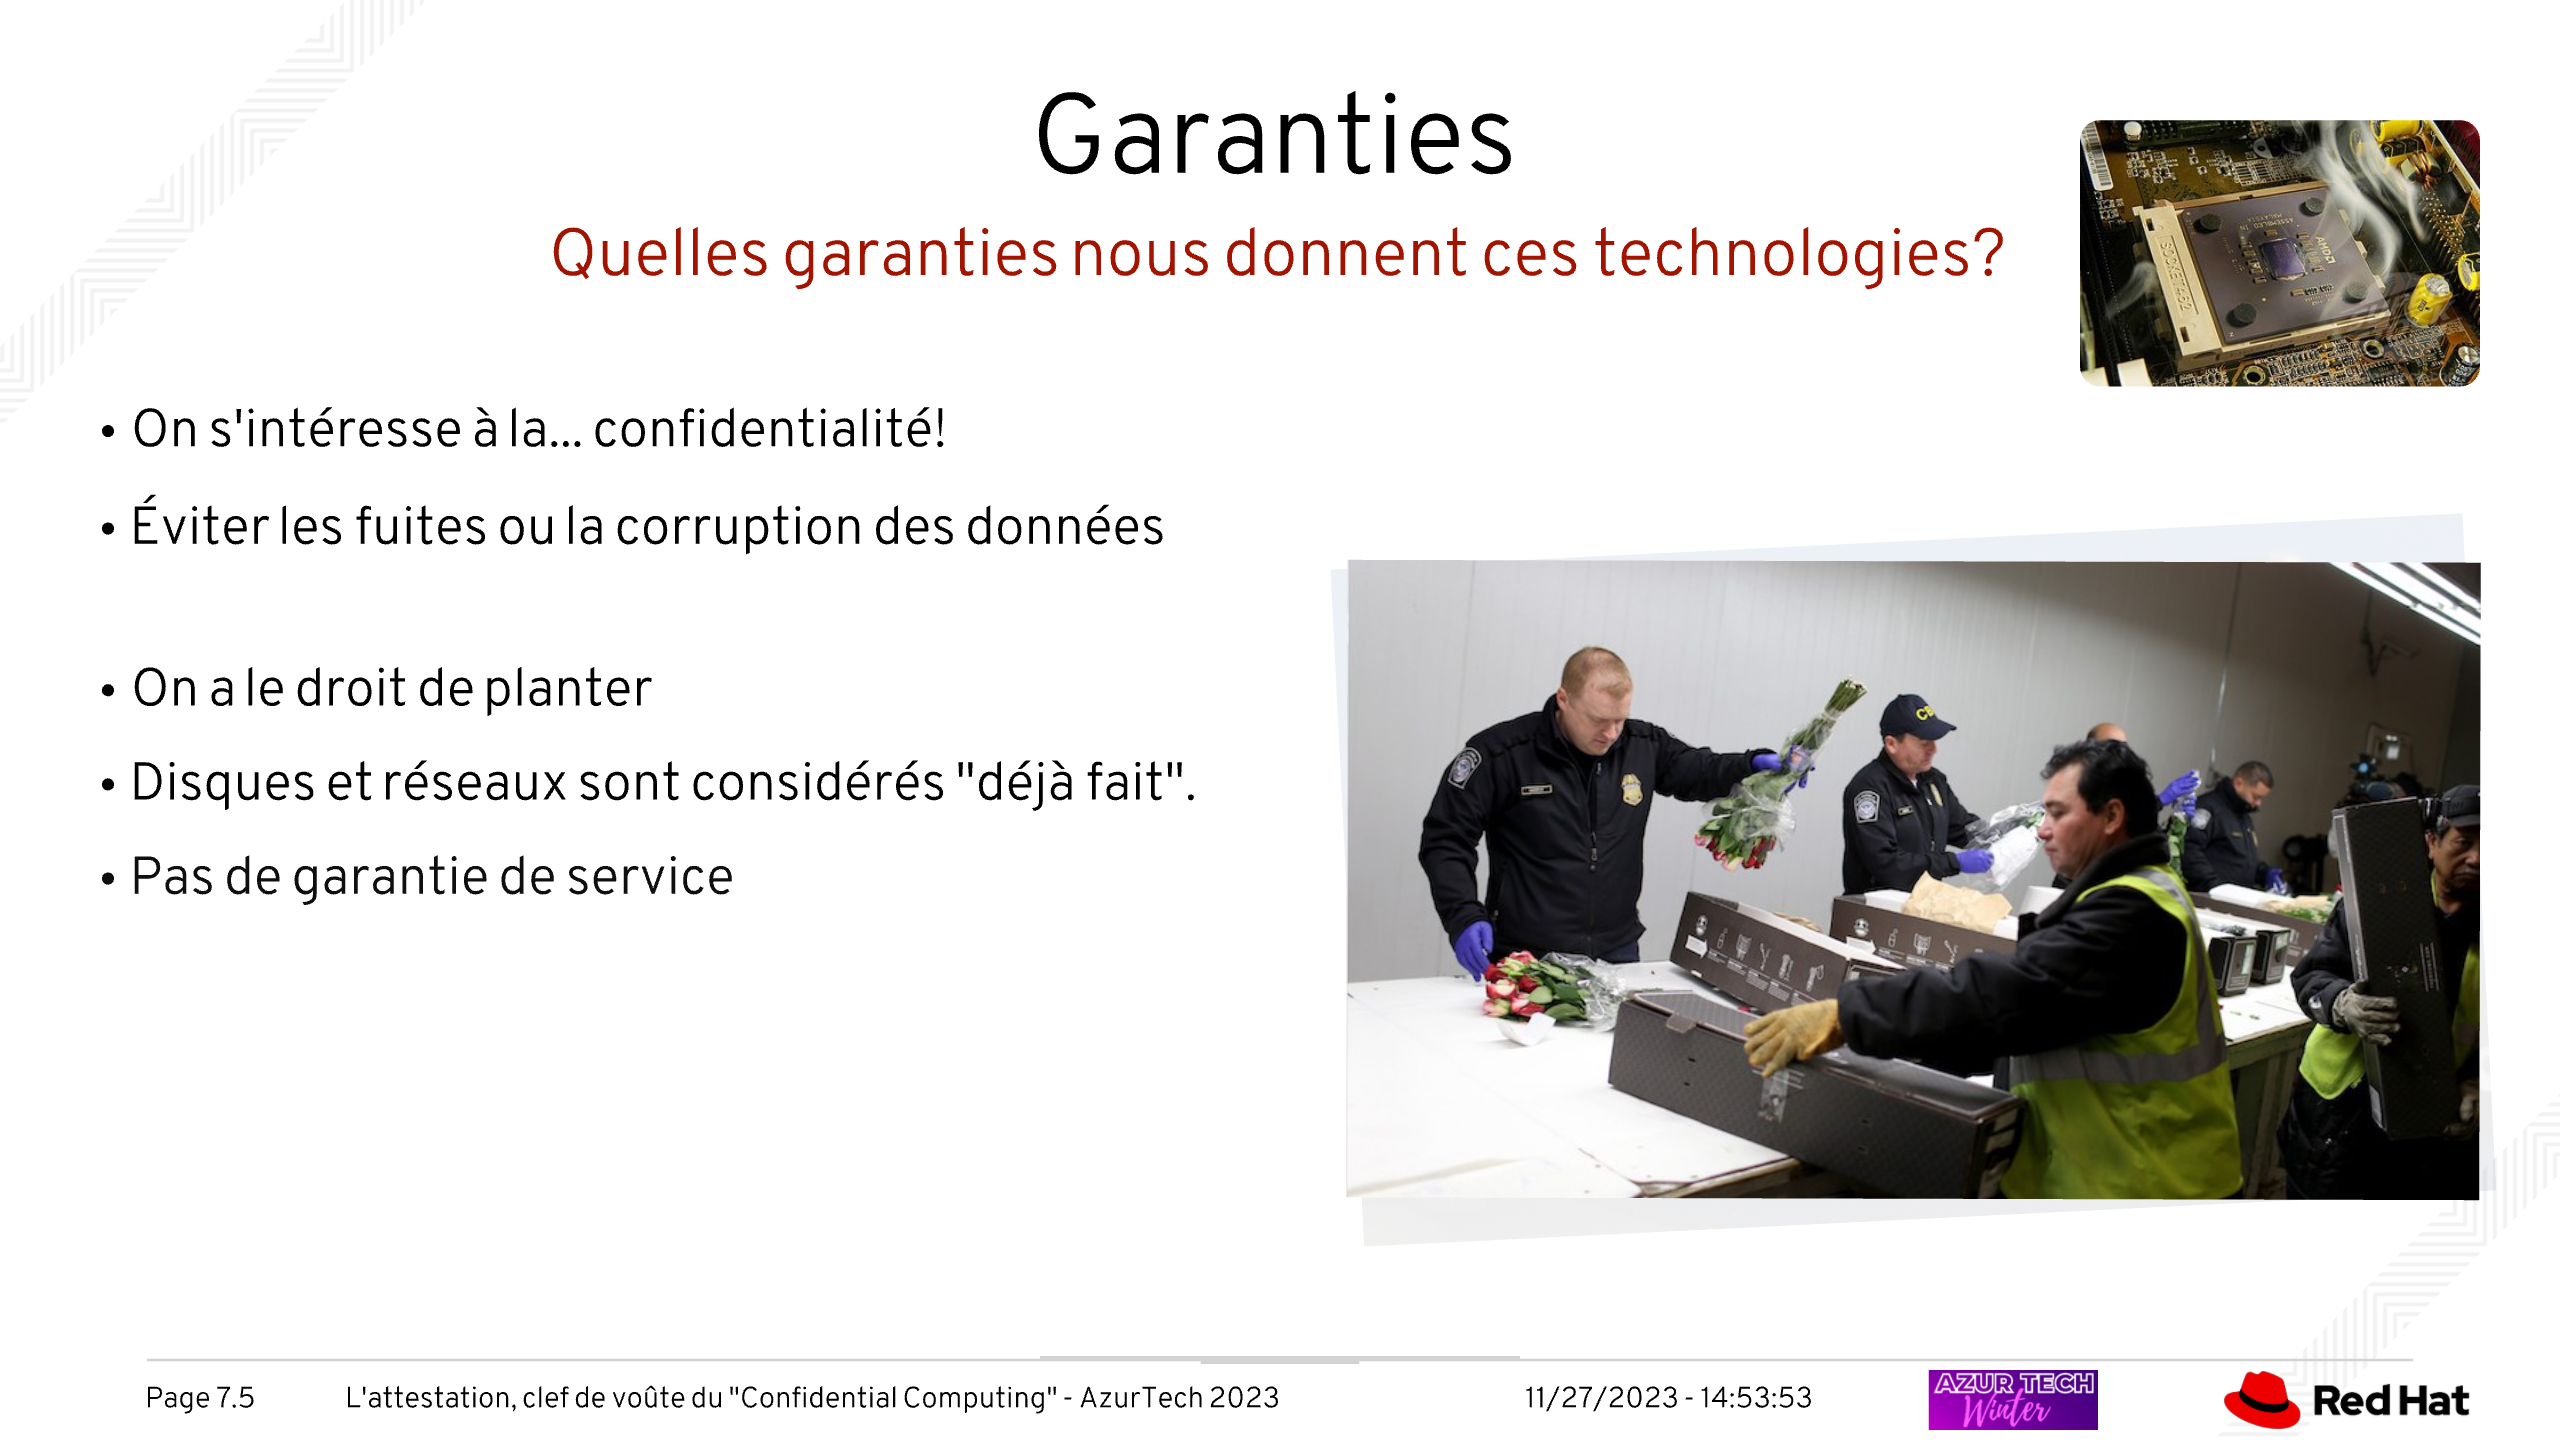 Garanties
Quelles garanties nous donnent ces technologies?
• On s'intéresse à la... confidentialité!
• Éviter les fuites ou la corruption des données
• On a le droit de planter
• Disques et réseaux sont considérés "déjà fait".
• Pas de garantie de service
Page 7.5
L'attestation, clef de voûte du "Confidential Computing" - AzurTech 2023
11/27/2023 - 14:53:53
AZUR TECH
Winter
Red Hat